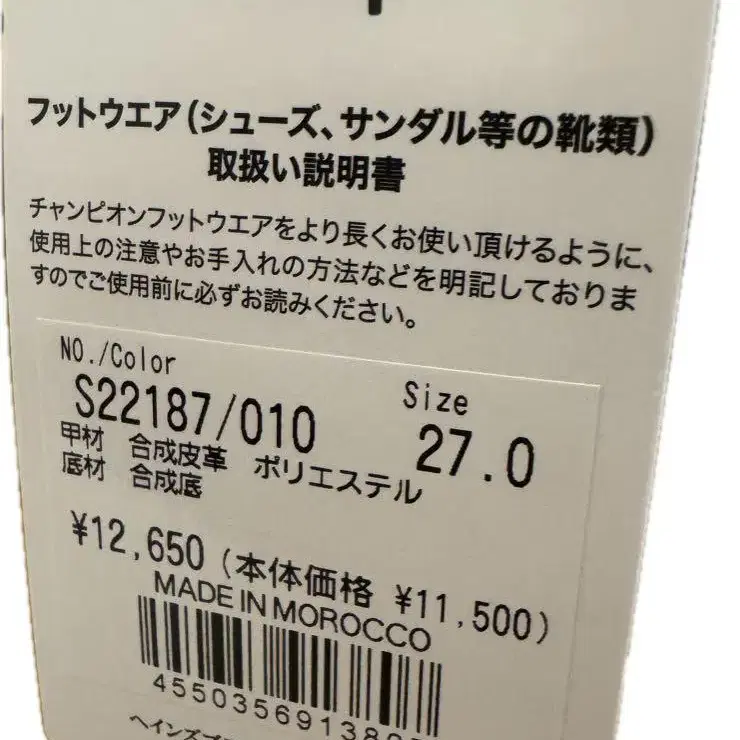 フットウエア(シューズ、サンダル等の靴類)
取扱い説明書
チャンピオンフットウエアをより長くお使い頂けるように、
使用上の注意やお手入れの方法などを明記しておりま
すのでご使用前に必ずお読みください。
NO./Color
Size
S22187/010
27.0
甲材 合成皮革 ポリエステル
底材 合成底
¥12,650(本体価格 ¥11,500)
MADE IN MOROCCO
45503569138